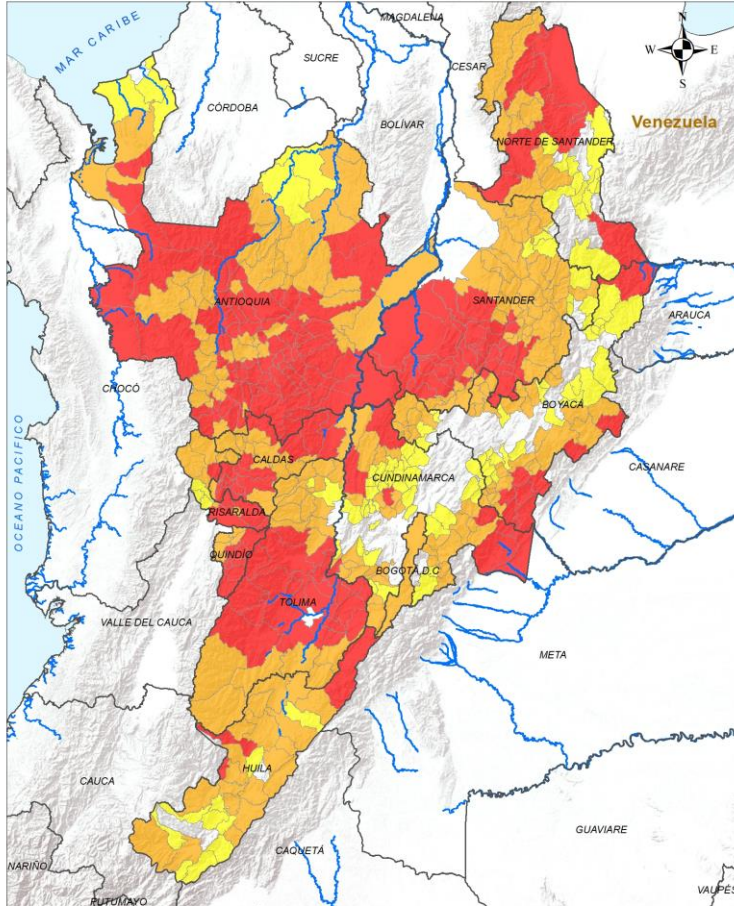 MAGDALENA
N
W E
S
MAR CARIBE
SUCRE
CESAR
CÓRDOBA
BOLÍVAR
Venezuela
NORTE DE SANTANDER
ANTIOQUIA
SANTANDER
ARAUCA
CHOCÓ
BOYACÁ
CALDAS
CUNDINAMARCA
CASANARE
OCEANO PACIFICO
RISARALDA
QUINDÍO
BOGOTÁ D.C
TOLIMA
VALLE DEL CAUCA
META
HUILA
CAUCA
GUAVIARE
CAQUETÁ
NARIÑO
PUTUMAYO
VAUPÉS